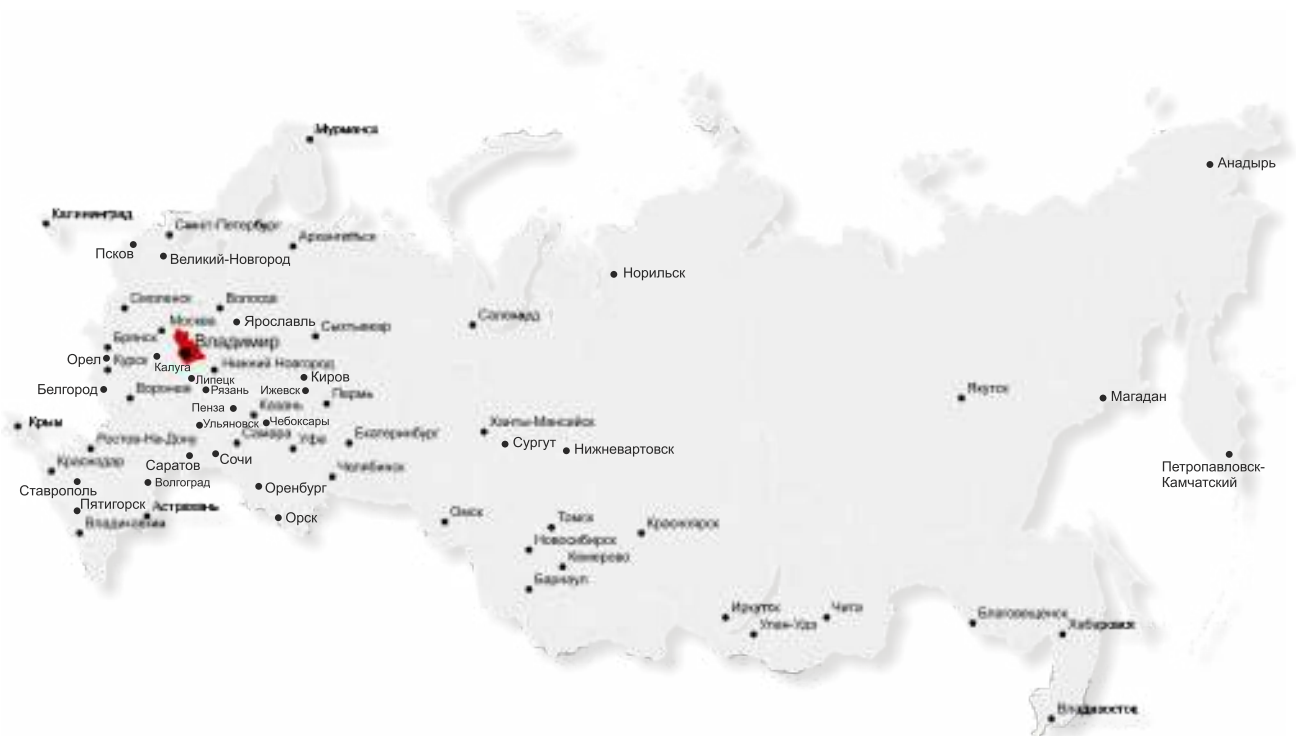 Мурманск
Анадырь
Калининград
Санкт-Петербург
Архангельск
Псков
Великий-Новгород
Норильск
Смоленск
Вологда
Москва
Ярославль
Сыктывкар
Салехард
Брянск
Владимир
Орел
Курск
Калуга
Нижний Новгород
Липецк
Киров
Белгород
Воронеж
Рязань
Ижевск
Пермь
Якутск
Магадан
Пенза
Казань
Крым
Ульяновск
Чебоксары
Ханты-Мансийск
Ростов-На-Дону
Самара
Уфа
Екатеринбург
Сургут
Нижневартовск
Краснодар
Саратов
Сочи
Челябинск
Петропавловск-
Камчатский
Ставрополь
Волгоград
Оренбург
Пятигорск
Астрахань
Орск
Омск
Томск
Красноярск
Новосибирск
Кемерово
Барнаул
Иркутск
Чита
Улан-Удэ
Благовещенск
Хабаровск
Владивосток